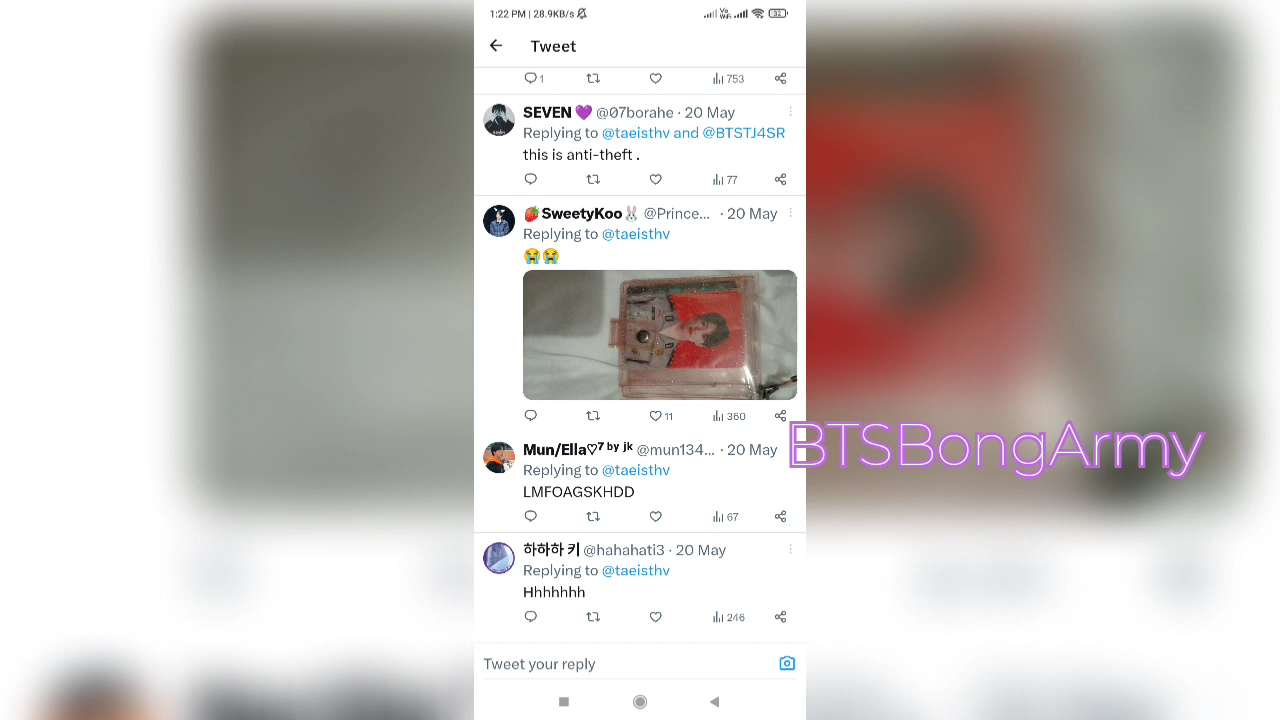 1:22 PM | 28.9KB/s
Vo WiFi
32
Tweet
1
753
SEVEN 💜 @07borahe · 20 May
Replying to @taeisthv and @BTSTJ4SR
this is anti-theft .
77
🍓SweetyKoo🐰 @Prince... · 20 May
Replying to @taeisthv
😭😭
11
360
BTSBongArmy
Mun/Ella♡⁷ ᵇʸ ʲᵏ @mun134... · 20 May
Replying to @taeisthv
LMFOAGSKHDD
67
하하하 키 @hahahati3 · 20 May
Replying to @taeisthv
Hhhhhhh
246
Tweet your reply